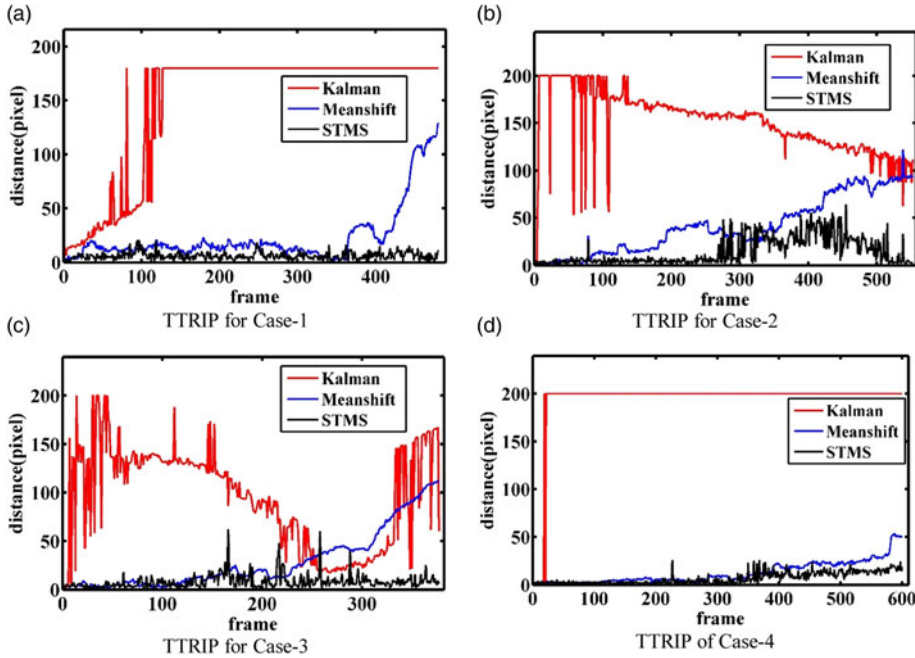 (a)
200
150
100
50
0
distance(pixel)
Kalman
Meanshift
STMS
0 100 200 300 400
frame
TTRIP for Case-1
(b)
200
150
100
50
0
distance(pixel)
Kalman
Meanshift
STMS
0 100 200 300 400 500
frame
TTRIP for Case-2
(c)
200
150
100
50
0
distance(pixel)
Kalman
Meanshift
STMS
0 100 200 300
frame
TTRIP for Case-3
(d)
200
150
100
50
0
distance(pixel)
Kalman
Meanshift
STMS
0 100 200 300 400 500 600
frame
TTRIP of Case-4